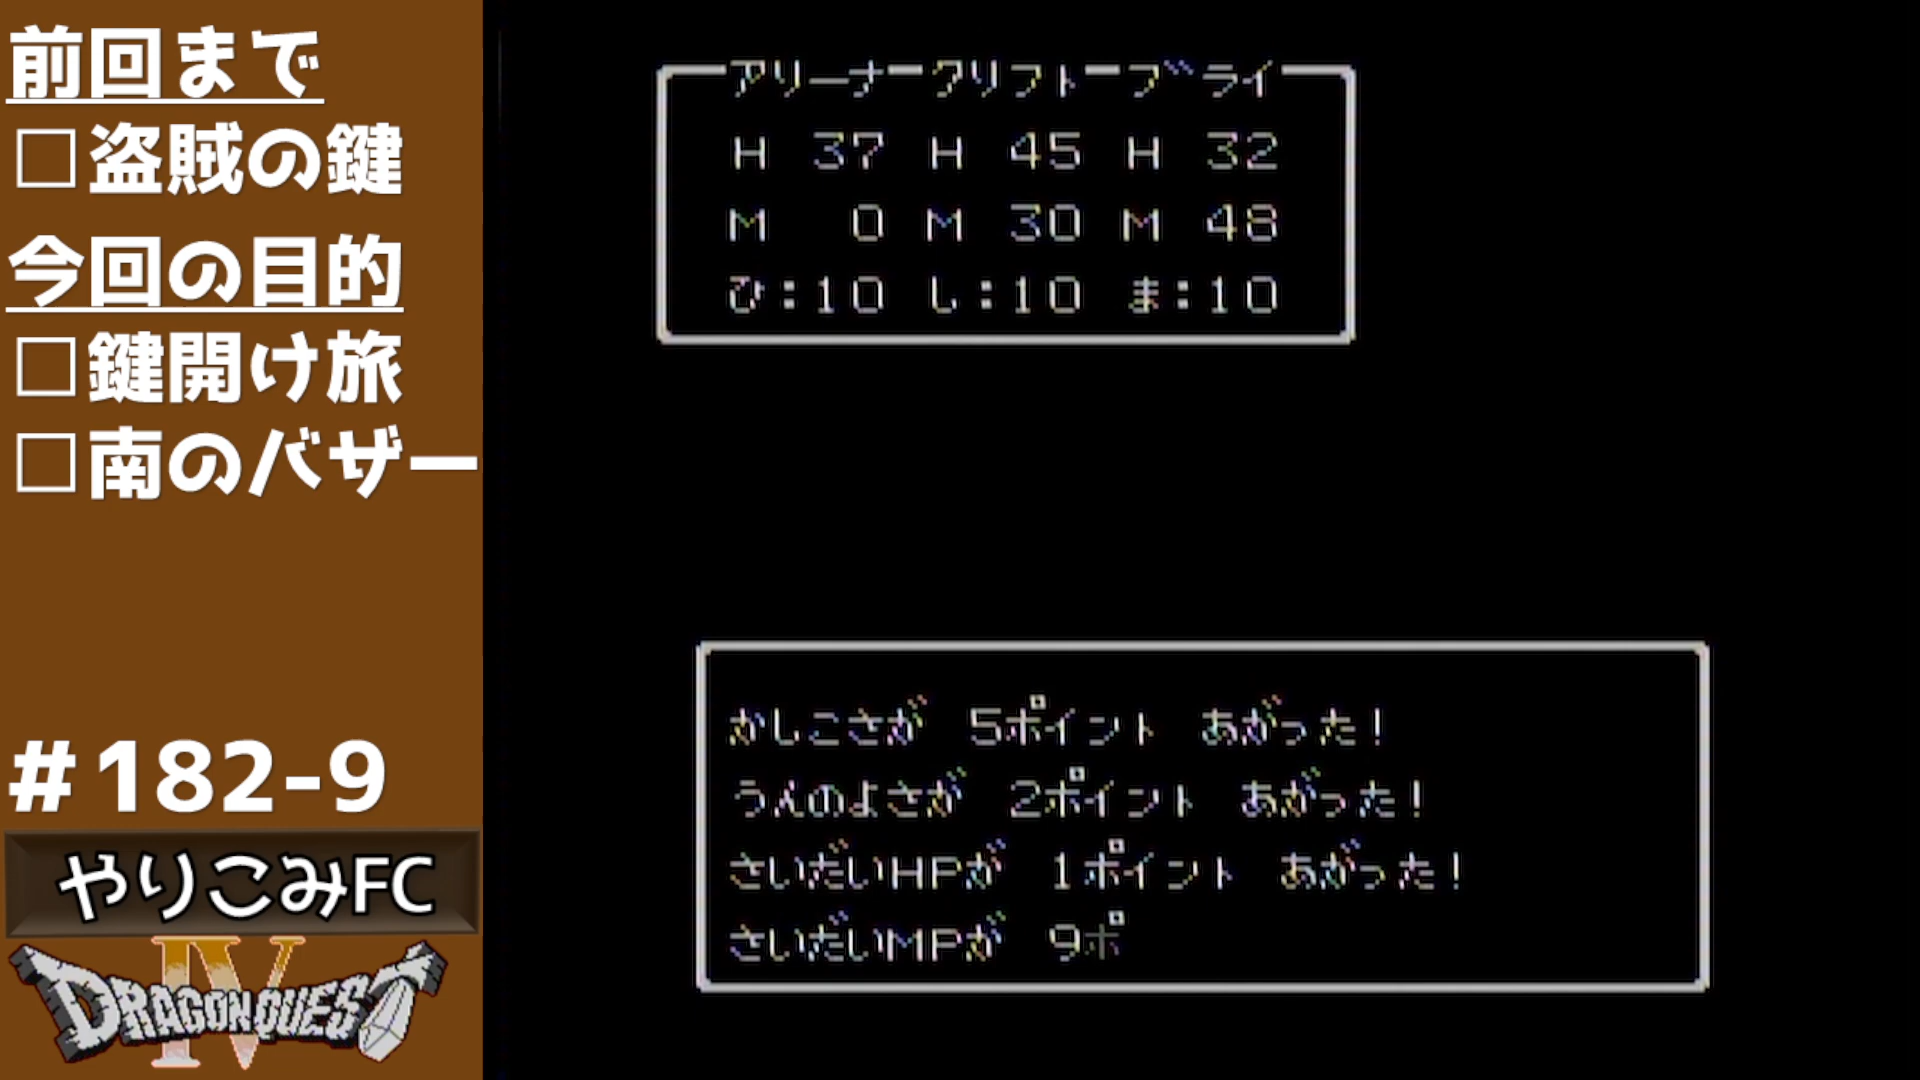 前回まで
□盗賊の鍵
今回の目的
□鍵開け旅
□南のバザー
#182-9
やりこみFC
IV
DRAGON QUEST
アリーナ クリフト ブライ
H 37 H 45 H 32
M 0 M 30 M 48
ひ:10 し:10 ま:10
かしこさが 5ポイント あがった!
うんのよさが 2ポイント あがった!
さいだいHPが 1ポイント あがった!
さいだいMPが 9ポ